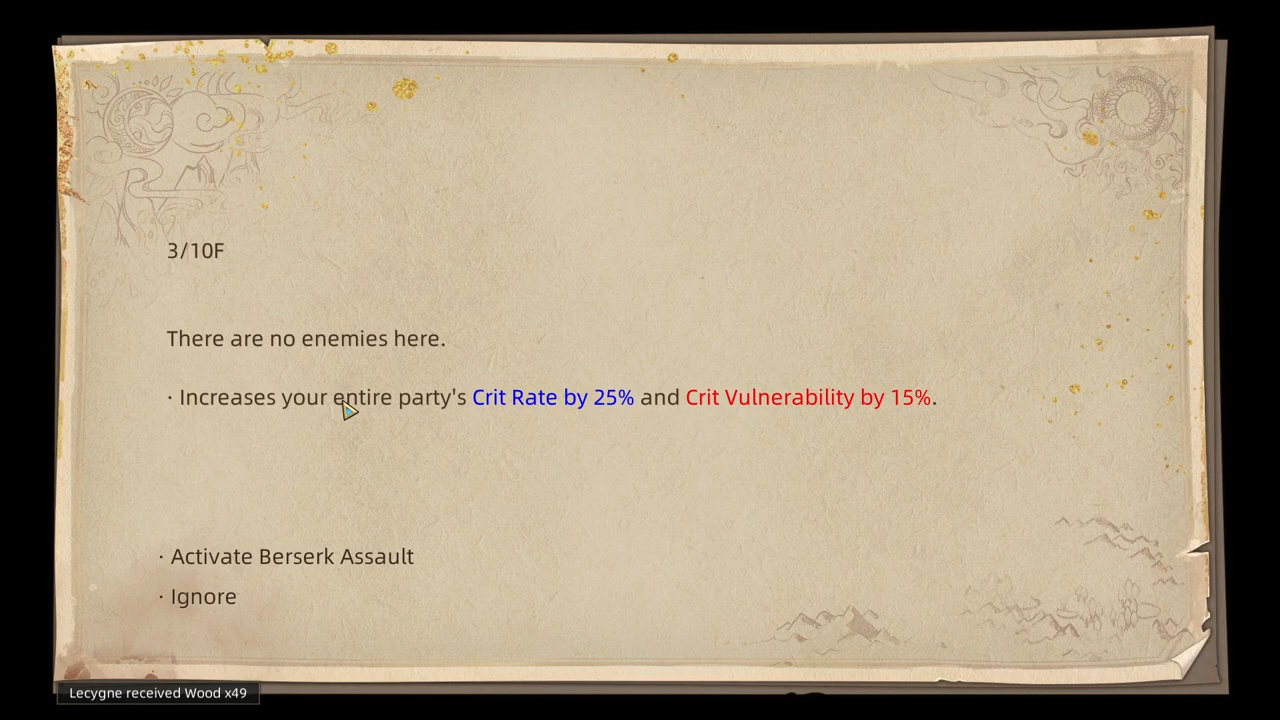 3/10F
There are no enemies here.
· Increases your entire party's Crit Rate by 25% and Crit Vulnerability by 15%.
· Activate Berserk Assault
· Ignore
Lecygne received Wood x49